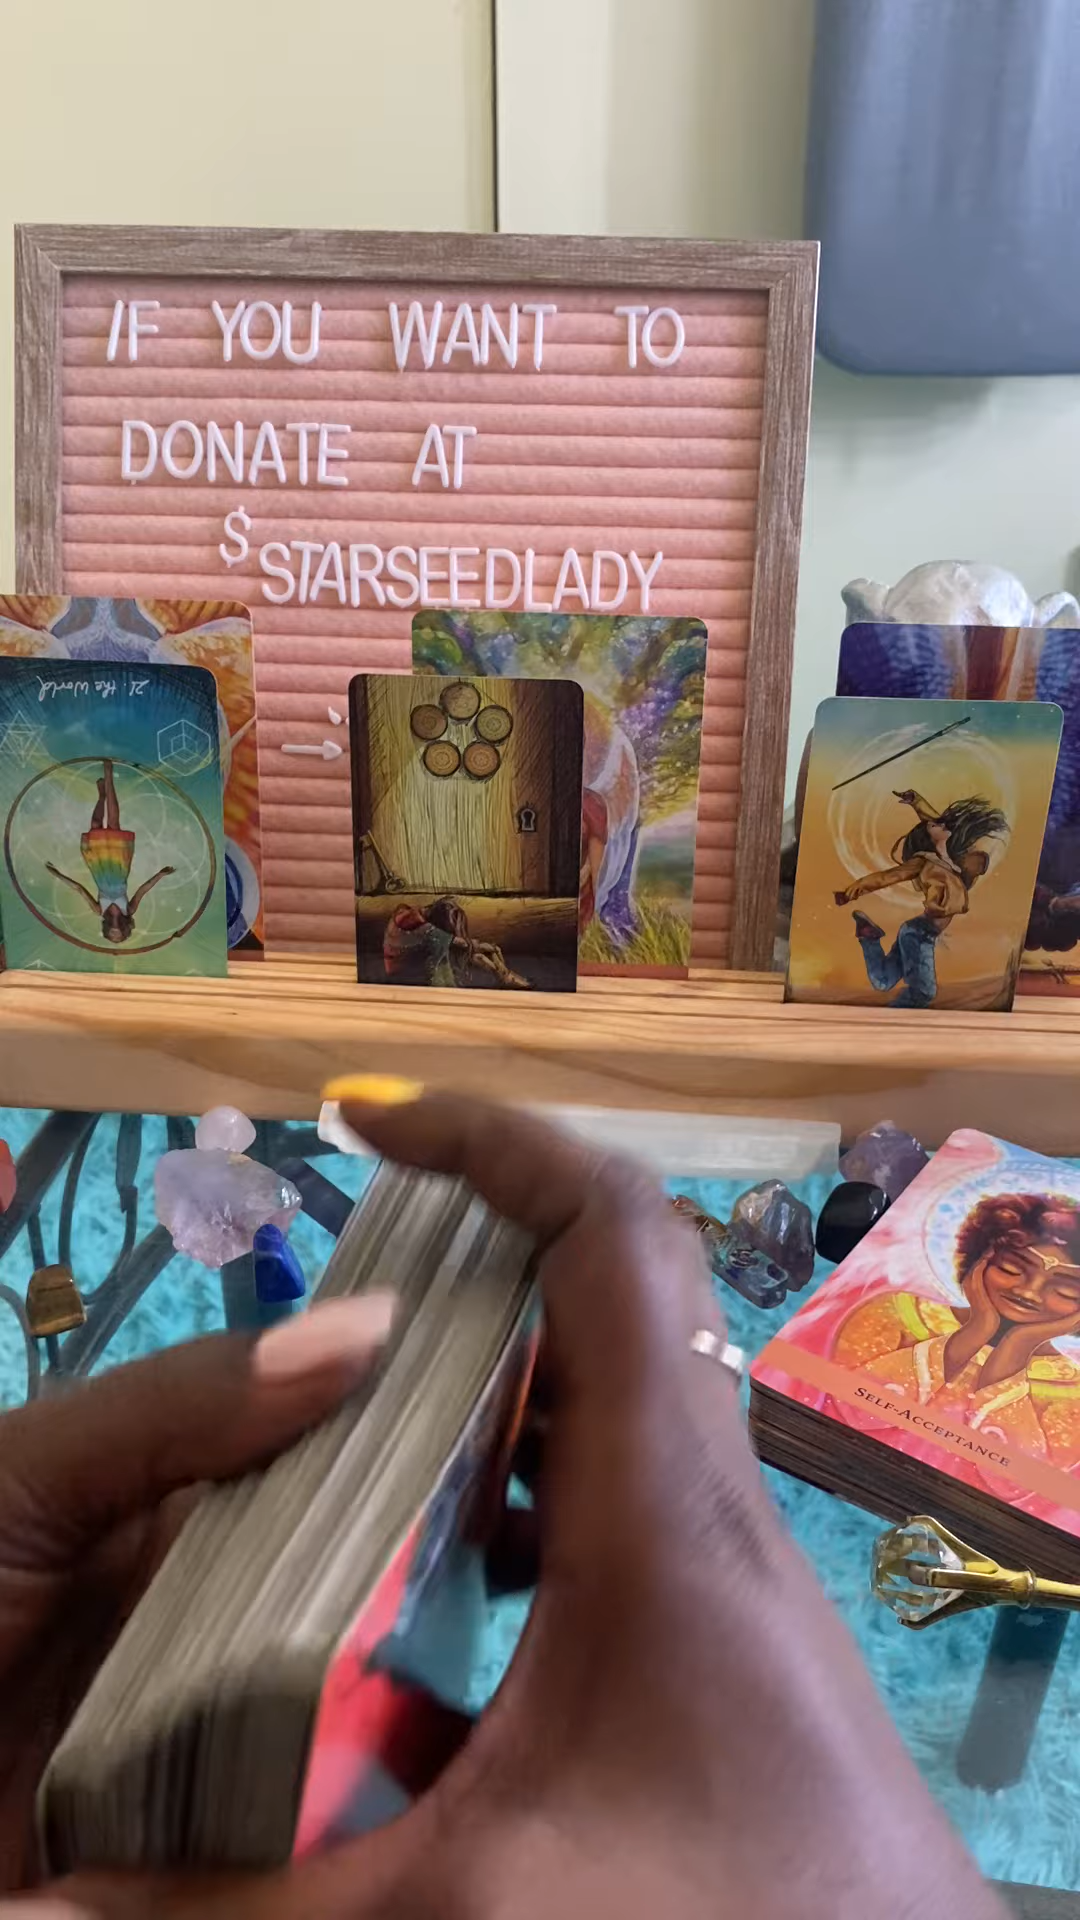 IF YOU WANT TO
DONATE AT
$STARSEEDLADY
21. the World
SELF-ACCEPTANCE